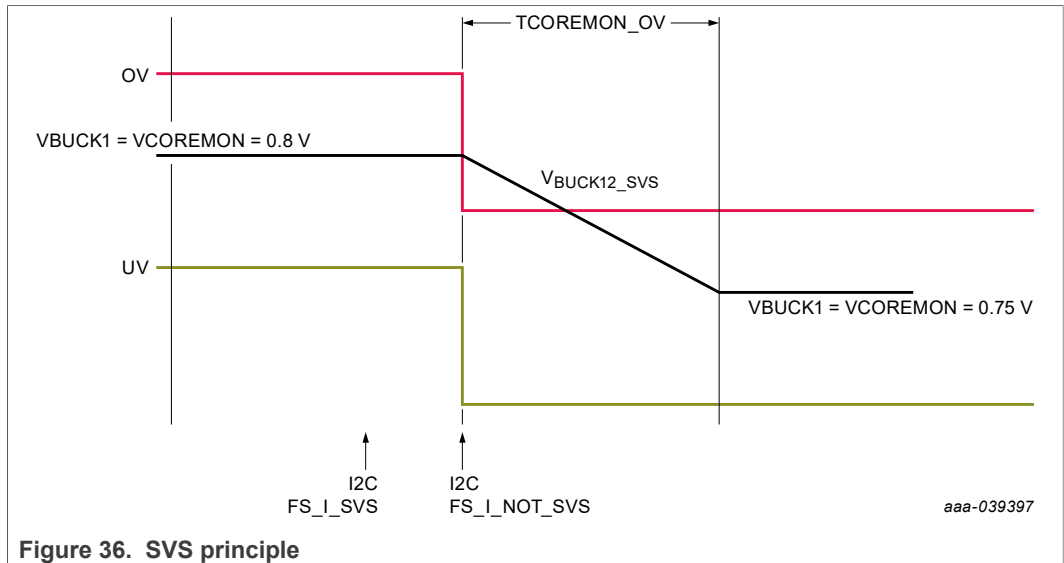 TCOREMON_OV
OV
VBUCK1 = VCOREMON = 0.8 V
VBUCK12_SVS
UV
VBUCK1 = VCOREMON = 0.75 V
I2C
FS_I_SVS
I2C
FS_I_NOT_SVS
aaa-039397
Figure 36. SVS principle